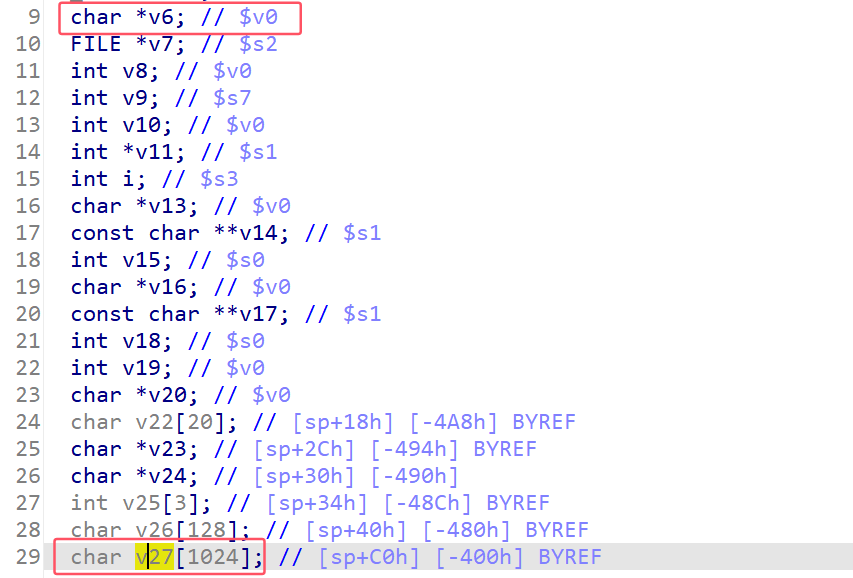 9 char *v6; // $v0
10 FILE *v7; // $s2
11 int v8; // $v0
12 int v9; // $s7
13 int v10; // $v0
14 int *v11; // $s1
15 int i; // $s3
16 char *v13; // $v0
17 const char **v14; // $s1
18 int v15; // $s0
19 char *v16; // $v0
20 const char **v17; // $s1
21 int v18; // $s0
22 int v19; // $v0
23 char *v20; // $v0
24 char v22[20]; // [sp+18h] [-4A8h] BYREF
25 char *v23; // [sp+2Ch] [-494h] BYREF
26 char *v24; // [sp+30h] [-490h]
27 int v25[3]; // [sp+34h] [-48Ch] BYREF
28 char v26[128]; // [sp+40h] [-480h] BYREF
29 char v27[1024]; // [sp+C0h] [-400h] BYREF